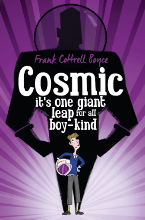 Frank Cottrell Boyce
Cosmic
it's one giant
leap for all
boy-kind